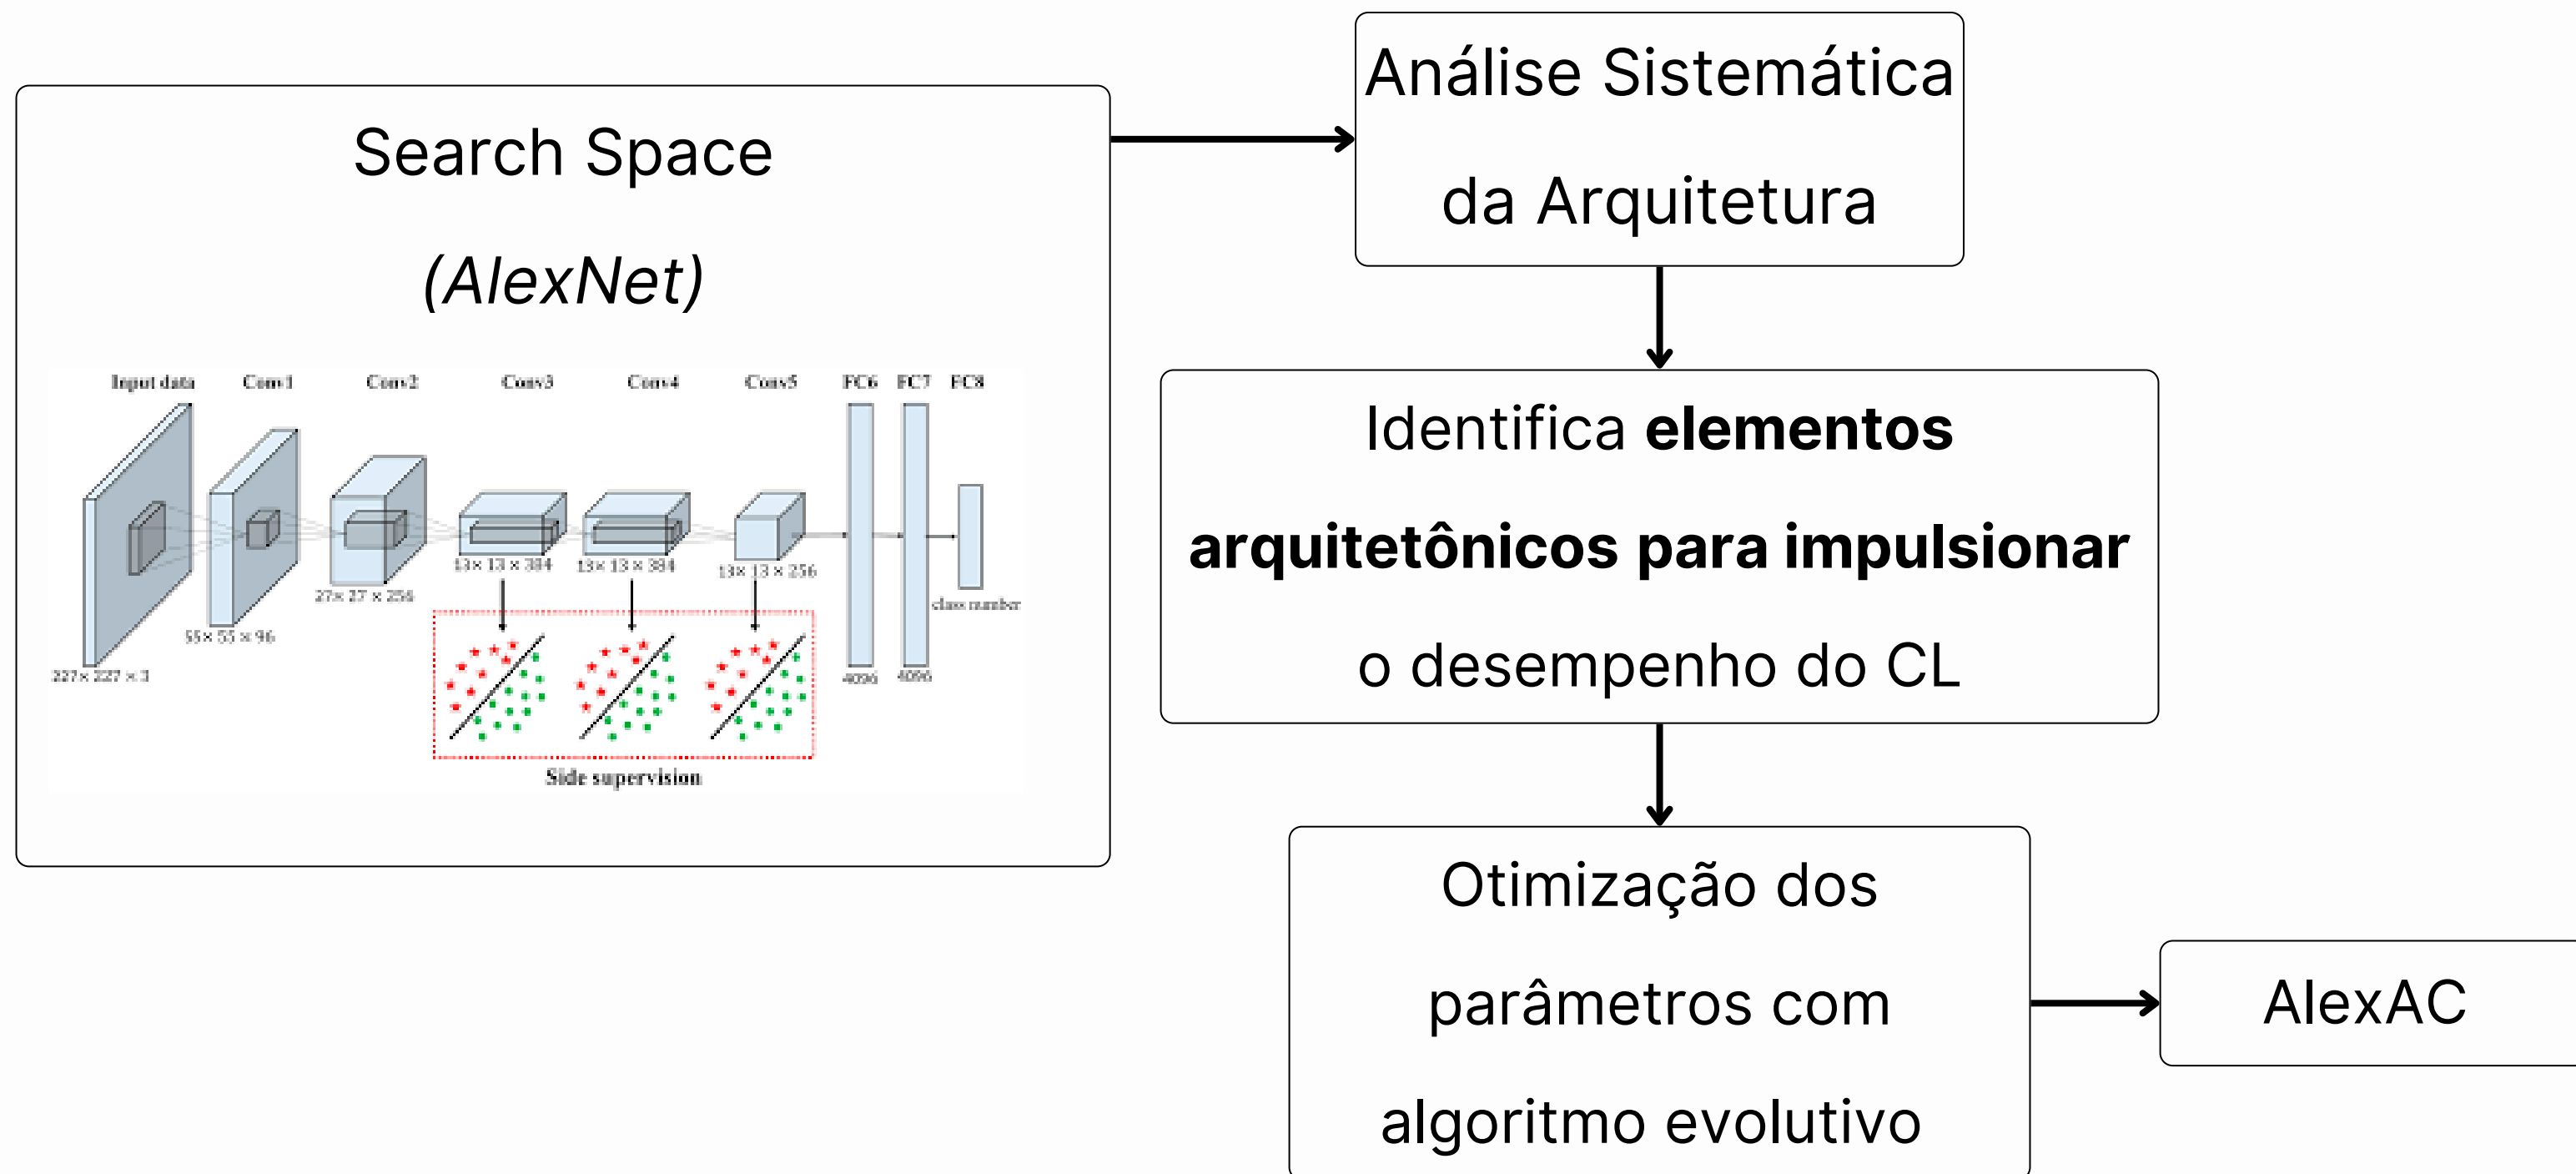 Search Space
(AlexNet)
Input data Conv1 Conv2 Conv3 Conv4 Conv5 FC6 FC7 FC8
13× 13 × 384 13× 13 × 384 13× 13 × 256
27× 27 × 256
class number
55× 55 × 96
227× 227 × 3
4096 4096
Side supervision
Análise Sistemática
da Arquitetura
Identifica elementos
arquitetônicos para impulsionar
o desempenho do CL
Otimização dos
parâmetros com
algoritmo evolutivo
AlexAC